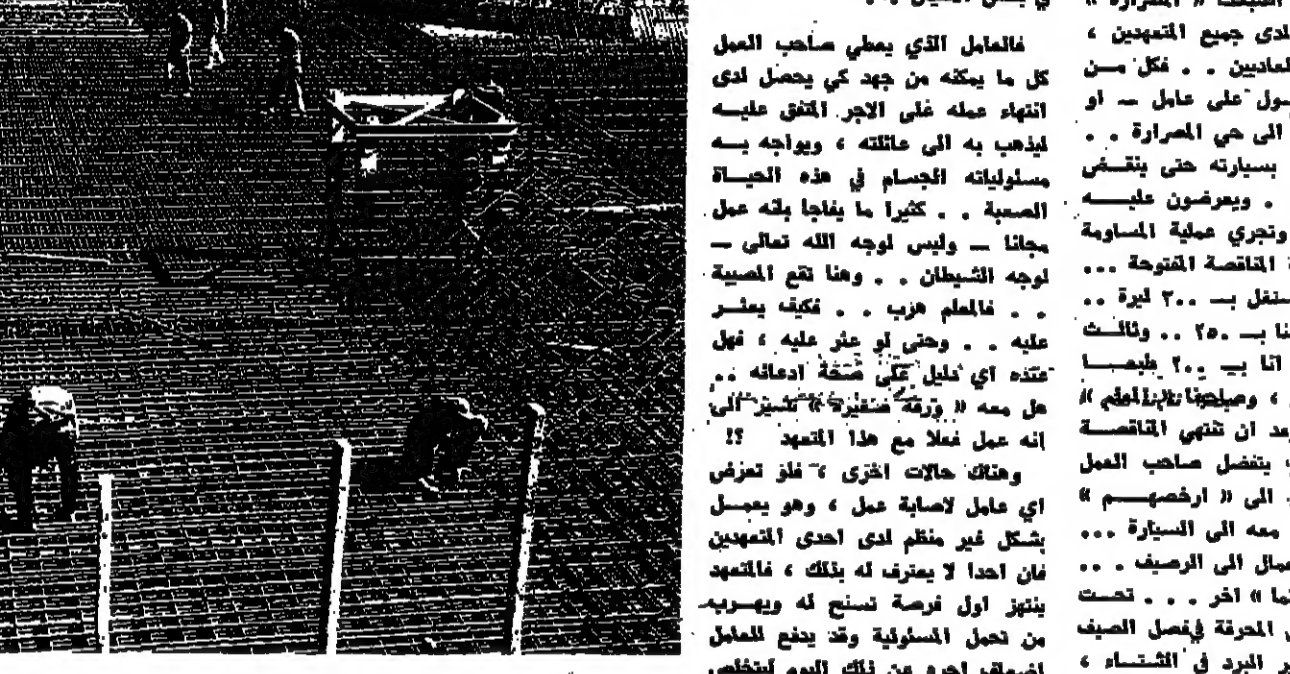 لدى جميع المتعهدين ،
العاديين . . فكل من
على عامل — او
الى حي المصرارة . .
بسيارته حتى ينقض
. ويعرضون عليه
وتجري عملية المساومة
المناقصة المفتوحة ...
بـ ٣٠٠ ليرة ..
بـ ٢٥٠ .. وثالث
انا بـ ٢٠٠ طبعا
ان تنتهي المناقصة
يتفضل صاحب العمل
الى « ارخصهم »
معه الى السيارة ...
الى الرصيف . ..
اخر . . . تحت
المحرقة في فصل الصيف
البرد في الشتاء ،
فالعامل الذي يعطي صاحب العمل
كل ما يمكنه من جهد كي يحصل لدى
انتهاء عمله على الاجر المتفق عليه
ليذهب به الى عائلته ، ويواجه به
مسئولياته الجسام في هذه الحياة
الصعبة . . كثيرا ما يفاجا بانه عمل
مجانا — وليس لوجه الله تعالى —
لوجه الشيطان . . وهنا تقع المصيبة
. . فالمعلم هرب . . فكيف يعثر
عليه . . وحتى لو عثر عليه ، فهل
عنده اي دليل على صحة ادعائه ..
هل معه « ورقة صغيرة » تشير الى
انه عمل فعلا مع هذا المتعهد ؟!
وهناك حالات اخرى ، فلو تعرض
اي عامل لاصابة عمل ، وهو يعمل
بشكل غير منظم لدى احدى المتعهدين
فان احدا لا يعترف له بذلك ، فالمتعهد
ينتهز اول فرصة تسنح له ويهرب
من تحمل المسئولية وقد يدفع للعامل
اضعاف اجره عن ذلك اليوم ليتخلص